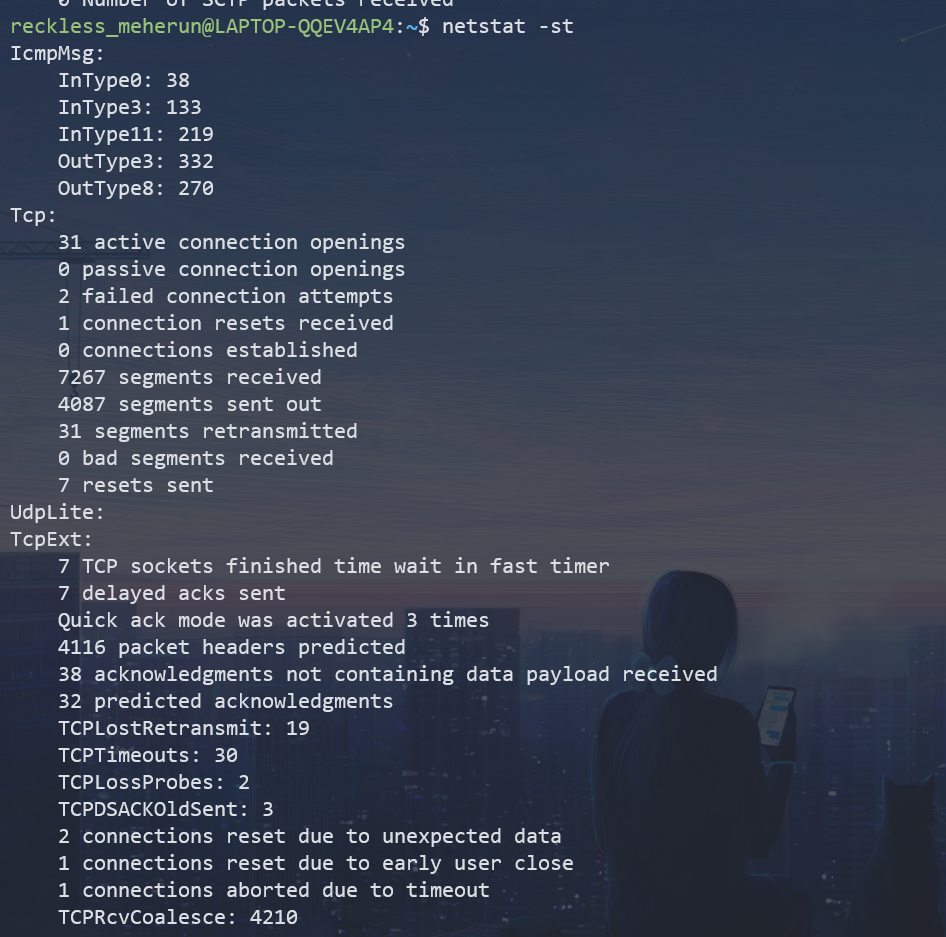 0 Number of SCTP packets received
reckless_meherun@LAPTOP-QQEV4AP4:~$ netstat -st
IcmpMsg:
    InType0: 38
    InType3: 133
    InType11: 219
    OutType3: 332
    OutType8: 270
Tcp:
    31 active connection openings
    0 passive connection openings
    2 failed connection attempts
    1 connection resets received
    0 connections established
    7267 segments received
    4087 segments sent out
    31 segments retransmitted
    0 bad segments received
    7 resets sent
UdpLite:
TcpExt:
    7 TCP sockets finished time wait in fast timer
    7 delayed acks sent
    Quick ack mode was activated 3 times
    4116 packet headers predicted
    38 acknowledgments not containing data payload received
    32 predicted acknowledgments
    TCPLostRetransmit: 19
    TCPTimeouts: 30
    TCPLossProbes: 2
    TCPDSACKOldSent: 3
    2 connections reset due to unexpected data
    1 connections reset due to early user close
    1 connections aborted due to timeout
    TCPRcvCoalesce: 4210